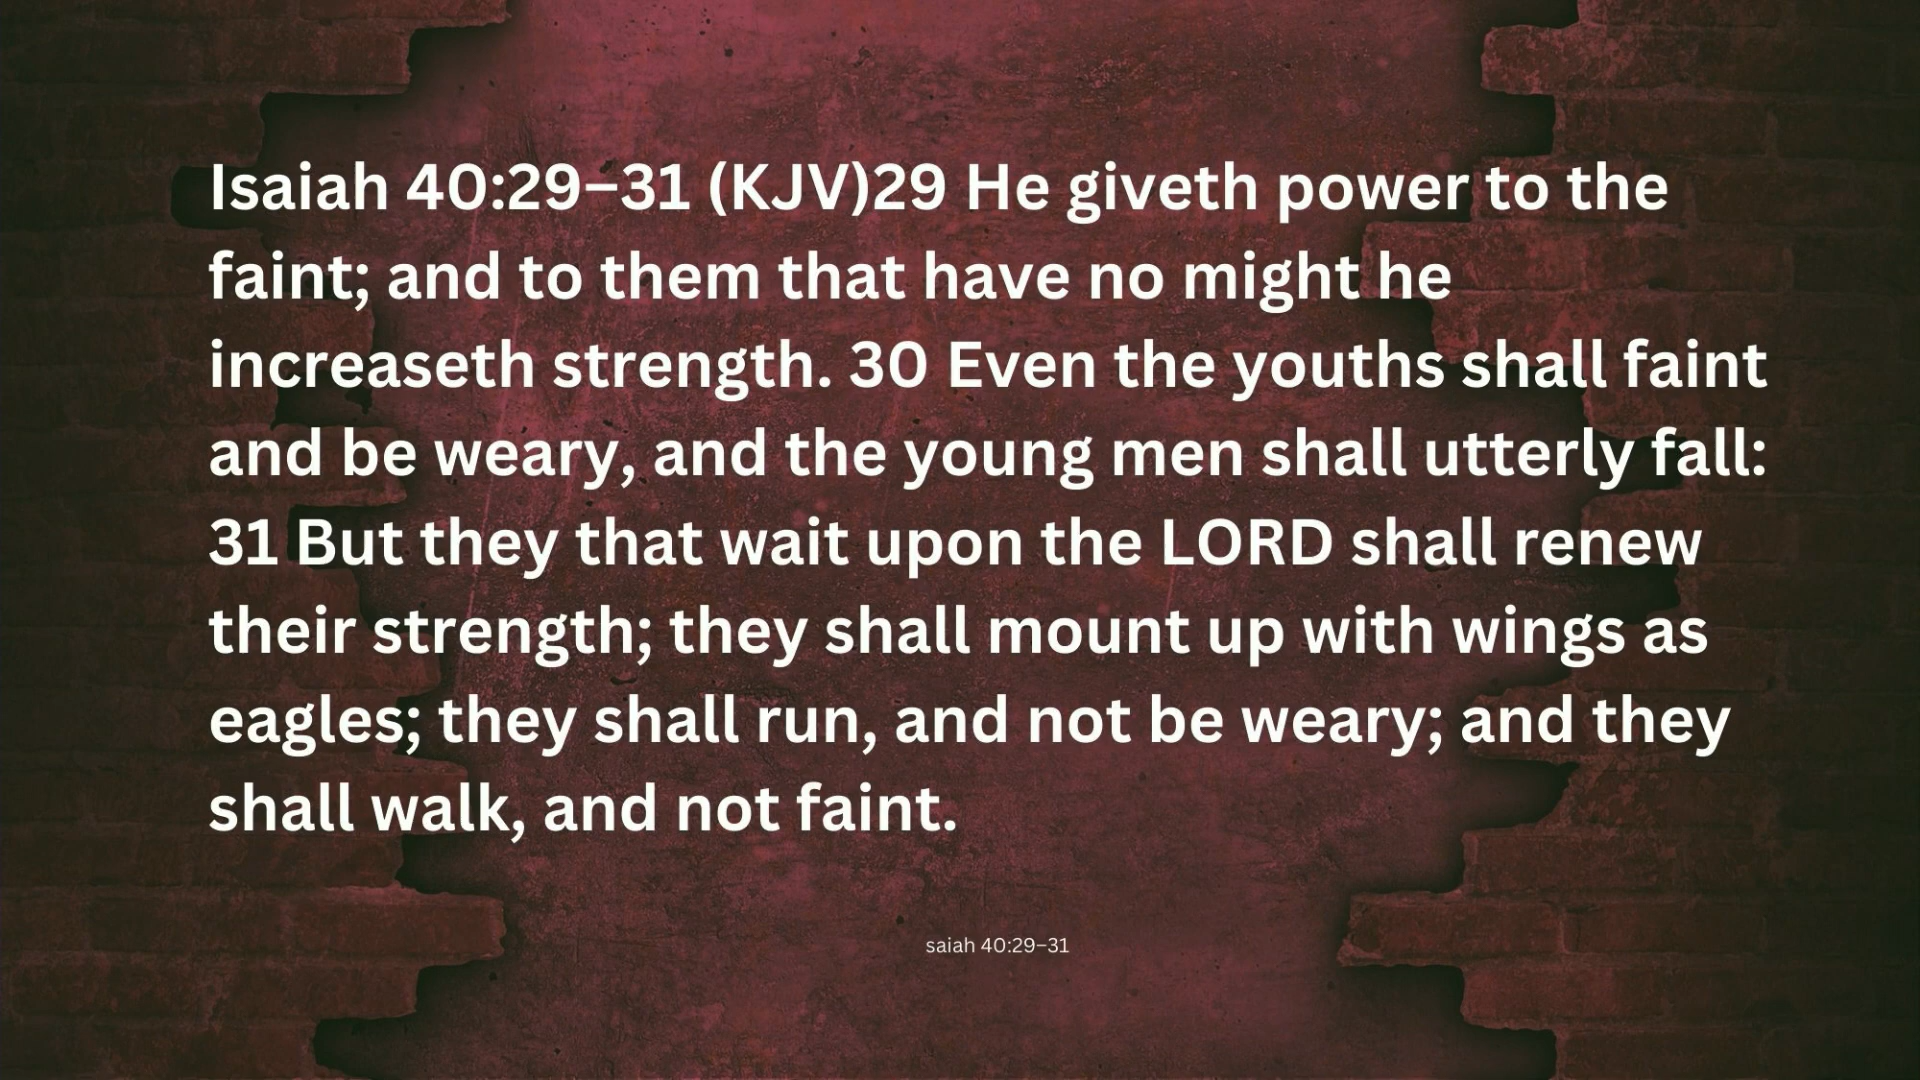 Isaiah 40:29–31 (KJV)29 He giveth power to the
faint; and to them that have no might he
increaseth strength. 30 Even the youths shall faint
and be weary, and the young men shall utterly fall:
31 But they that wait upon the LORD shall renew
their strength; they shall mount up with wings as
eagles; they shall run, and not be weary; and they
shall walk, and not faint.
saiah 40:29–31